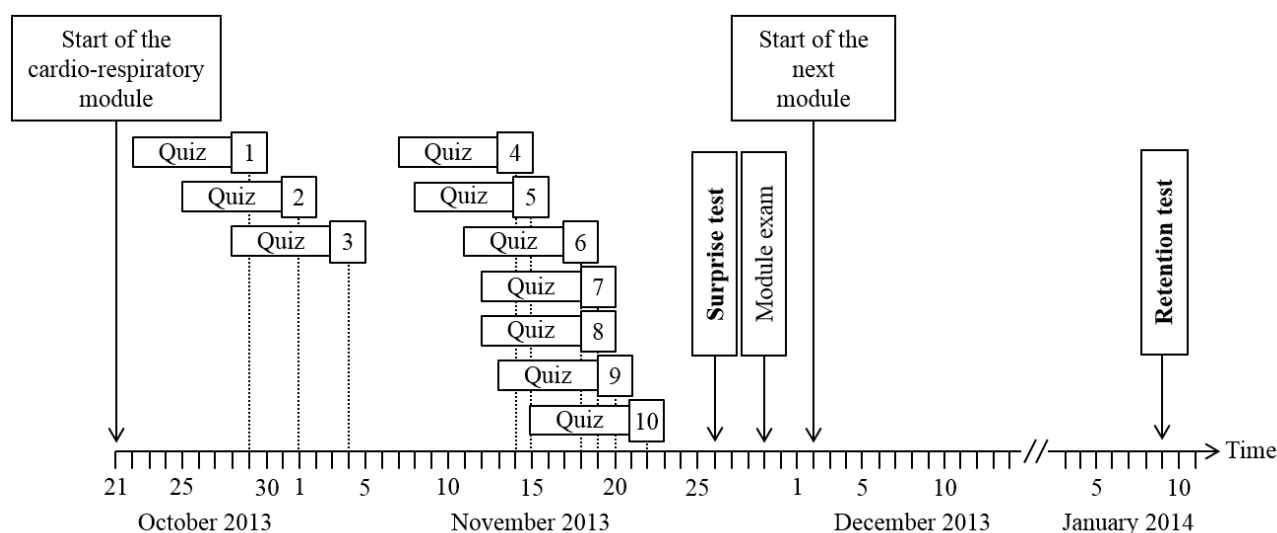 Start of the
cardio-respiratory
module
Start of the
next
module
Quiz 1
Quiz 2
Quiz 3
Quiz 4
Quiz 5
Quiz 6
Quiz 7
Quiz 8
Quiz 9
Quiz 10
Surprise test
Module exam
Retention test
Time
21 25 30 1 5 10 15 20 25 1 5 10 5 10
October 2013 November 2013 December 2013 January 2014